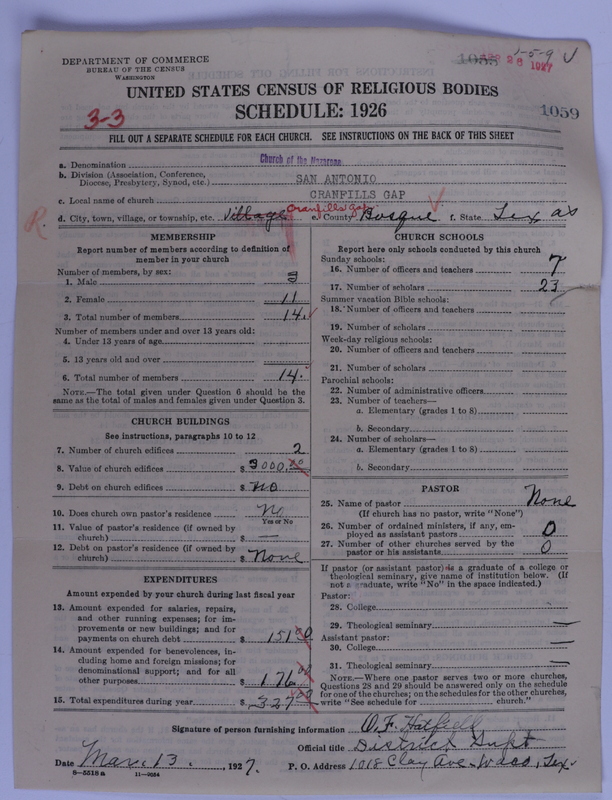 DEPARTMENT OF COMMERCE
BUREAU OF THE CENSUS
WASHINGTON
1-5-9 V
1055
28 1927
UNITED STATES CENSUS OF RELIGIOUS BODIES
SCHEDULE: 1926
3-3
1059
FILL OUT A SEPARATE SCHEDULE FOR EACH CHURCH. SEE INSTRUCTIONS ON THE BACK OF THIS SHEET
a. Denomination Church of the Nazarene
b. Division (Association, Conference, Diocese, Presbytery, Synod, etc.) SAN ANTONIO
c. Local name of church CRANFILLS GAP
d. City, town, village, or township, etc. Village Cranfills Gap e. County Bosque f. State Texas
R.
MEMBERSHIP
Report number of members according to definition of
member in your church
Number of members, by sex:
1. Male 3
2. Female 11
3. Total number of members 14
Number of members under and over 13 years old:
4. Under 13 years of age
5. 13 years old and over
6. Total number of members 14
NOTE.—The total given under Question 6 should be
same as the total of males and females given under Question 3.
CHURCH BUILDINGS
See instructions, paragraphs 10 to 12
7. Number of church edifices 2
8. Value of church edifices $ 3000.00
9. Debt on church edifices $ no
10. Does church own pastor's residence? No
Yes or No
11. Value of pastor's residence (if owned by
church) $ —
12. Debt on pastor's residence (if owned by
church) $ None
EXPENDITURES
Amount expended by your church during last fiscal year
13. Amount expended for salaries, repairs,
and other running expenses; for im-
provements or new buildings; and for
payments on church debt $ 151.00
14. Amount expended for benevolences, in-
cluding home and foreign missions; for
denominational support; and for all
other purposes $ 176.00
15. Total expenditures during year $ 327.00
CHURCH SCHOOLS
Report here only schools conducted by this church
Sunday schools:
16. Number of officers and teachers 7
17. Number of scholars 23
Summer vacation Bible schools:
18. Number of officers and teachers
19. Number of scholars
Week-day religious schools:
20. Number of officers and teachers
21. Number of scholars
Parochial schools:
22. Number of administrative officers
23. Number of teachers—
a. Elementary (grades 1 to 8)
b. Secondary
24. Number of scholars—
a. Elementary (grades 1 to 8)
b. Secondary
PASTOR
25. Name of pastor None
(If church has no pastor, write "None")
26. Number of ordained ministers, if any, em-
ployed as assistant pastors 0
27. Number of other churches served by the
pastor or his assistants 0
If pastor (or assistant pastor) is a graduate of a college or
theological seminary, give name of institution below. (If
not a graduate, write "No" in the space indicated.)
Pastor:
28. College
29. Theological seminary —
Assistant pastor:
30. College —
31. Theological seminary —
NOTE.—Where one pastor serves two or more churches,
Questions 28 and 29 should be answered only on the schedule
for one of the churches; on the schedules for the other churches,
write "See schedule for church."
Signature of person furnishing information
Official title District Supt
Date Mar. 13, 1927. P. O. Address 1018 Clay Ave. Waco, Tex
8—5518 a 11—9054